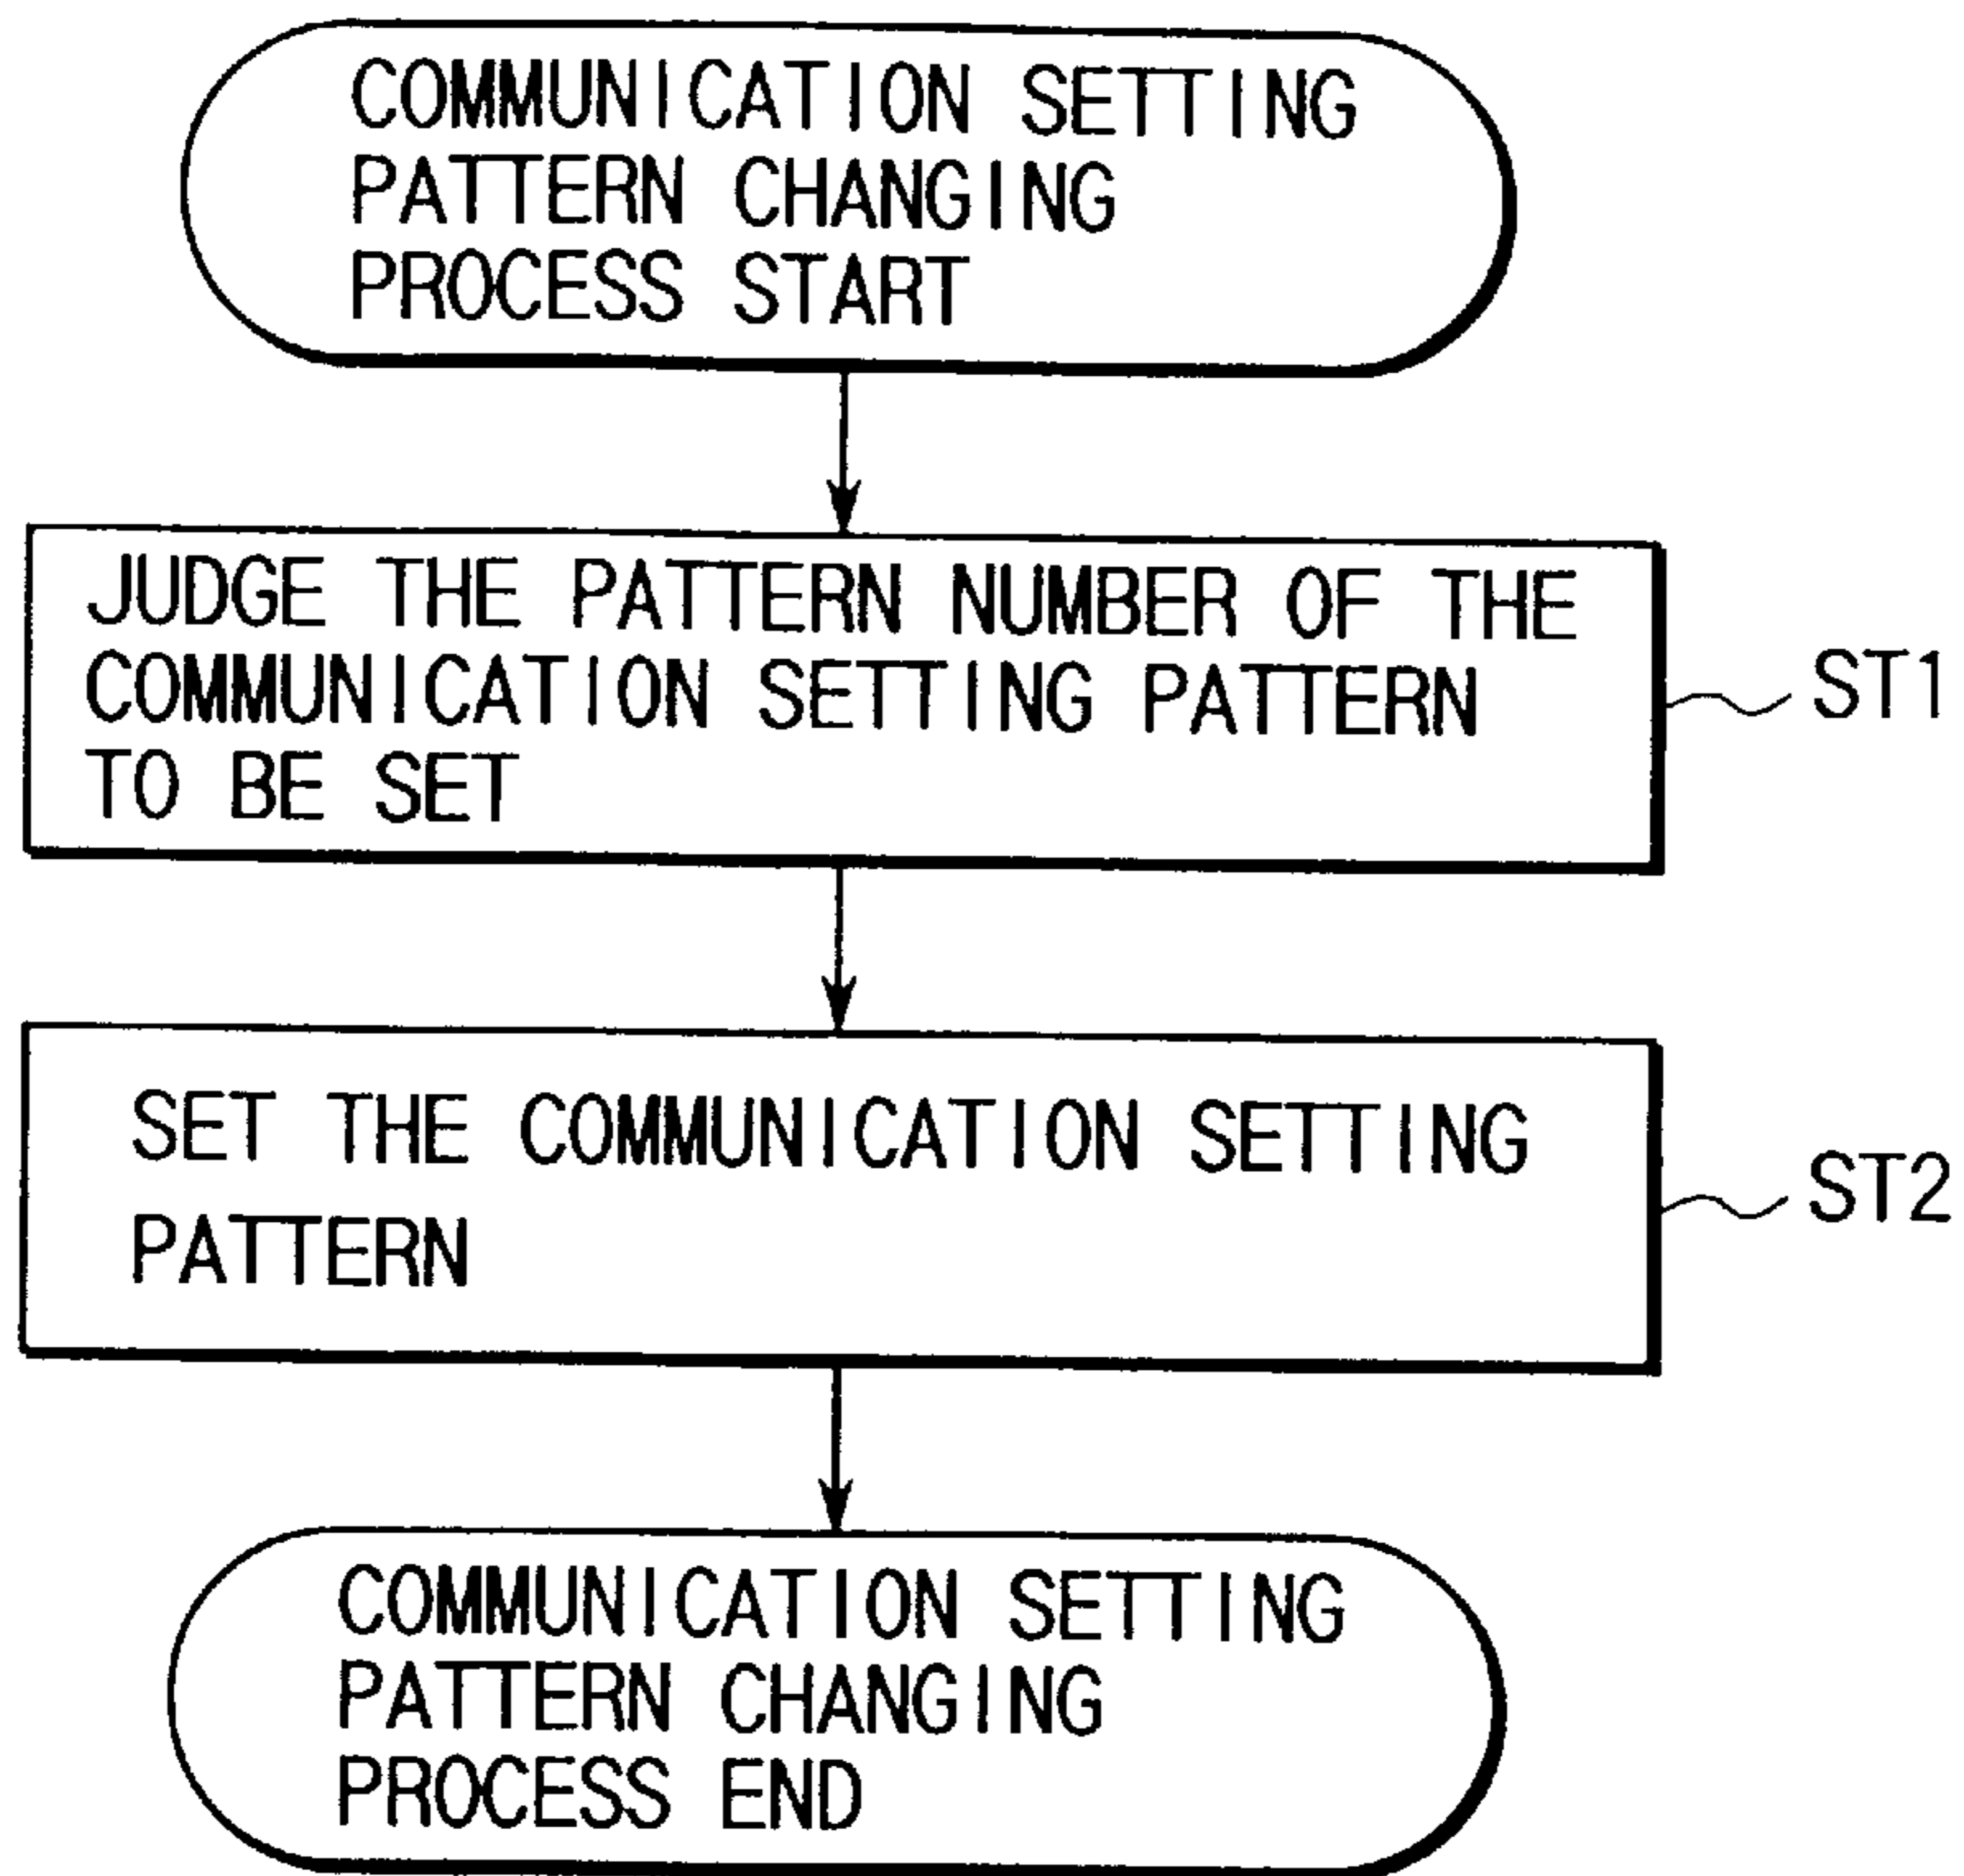 COMMUNICATION SETTING
PATTERN CHANGING
PROCESS START
JUDGE THE PATTERN NUMBER OF THE
COMMUNICATION SETTING PATTERN
TO BE SET
ST1
SET THE COMMUNICATION SETTING
PATTERN
ST2
COMMUNICATION SETTING
PATTERN CHANGING
PROCESS END